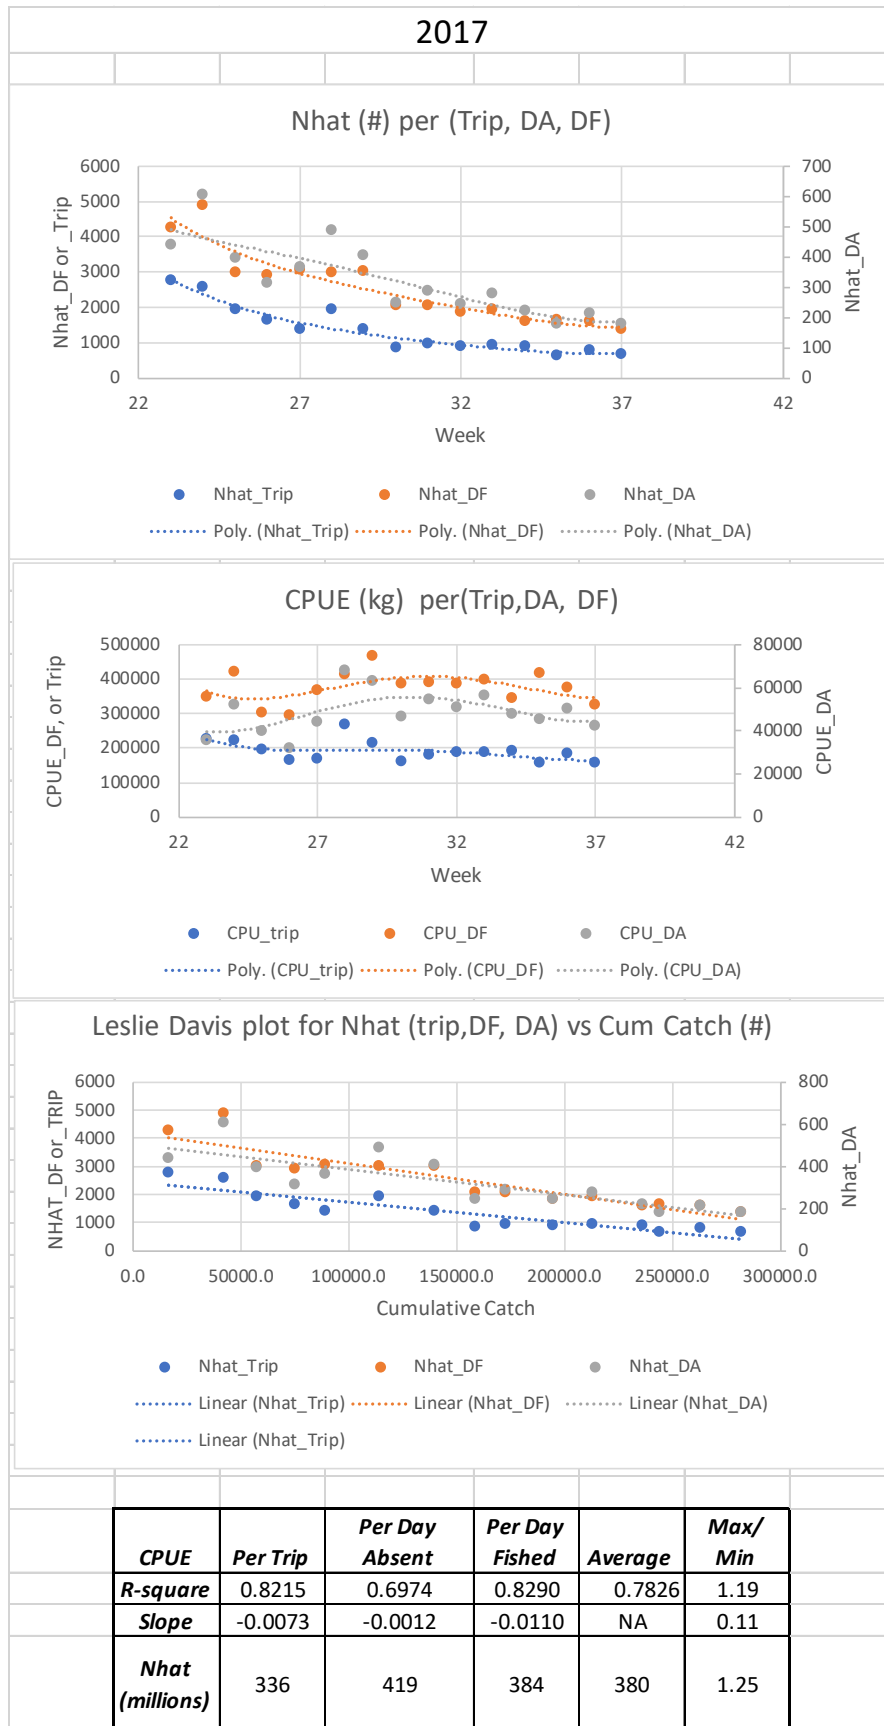 2017
Nhat (#) per (Trip, DA, DF)
Nhat_DF or _Trip
6000
5000
4000
3000
2000
1000
0
700
600
500
400
300
200
100
0
Nhat_DA
22 27 32 37 42
Week
Nhat_Trip Nhat_DF Nhat_DA
Poly. (Nhat_Trip) Poly. (Nhat_DF) Poly. (Nhat_DA)
CPUE (kg) per(Trip,DA, DF)
CPUE_DF, or Trip
500000
400000
300000
200000
100000
0
80000
60000
40000
20000
0
CPUE_DA
22 27 32 37 42
Week
CPU_trip CPU_DF CPU_DA
Poly. (CPU_trip) Poly. (CPU_DF) Poly. (CPU_DA)
Leslie Davis plot for Nhat (trip,DF, DA) vs Cum Catch (#)
NHAT_DF or _TRIP
6000
5000
4000
3000
2000
1000
0
800
600
400
200
0
Nhat_DA
0.0 50000.0 100000.0 150000.0 200000.0 250000.0 300000.0
Cumulative Catch
Nhat_Trip Nhat_DF Nhat_DA
Linear (Nhat_Trip) Linear (Nhat_DF) Linear (Nhat_DA)
Linear (Nhat_Trip)
CPUE Per Trip Per Day Absent Per Day Fished Average Max/ Min
R-square 0.8215 0.6974 0.8290 0.7826 1.19
Slope -0.0073 -0.0012 -0.0110 NA 0.11
Nhat (millions) 336 419 384 380 1.25